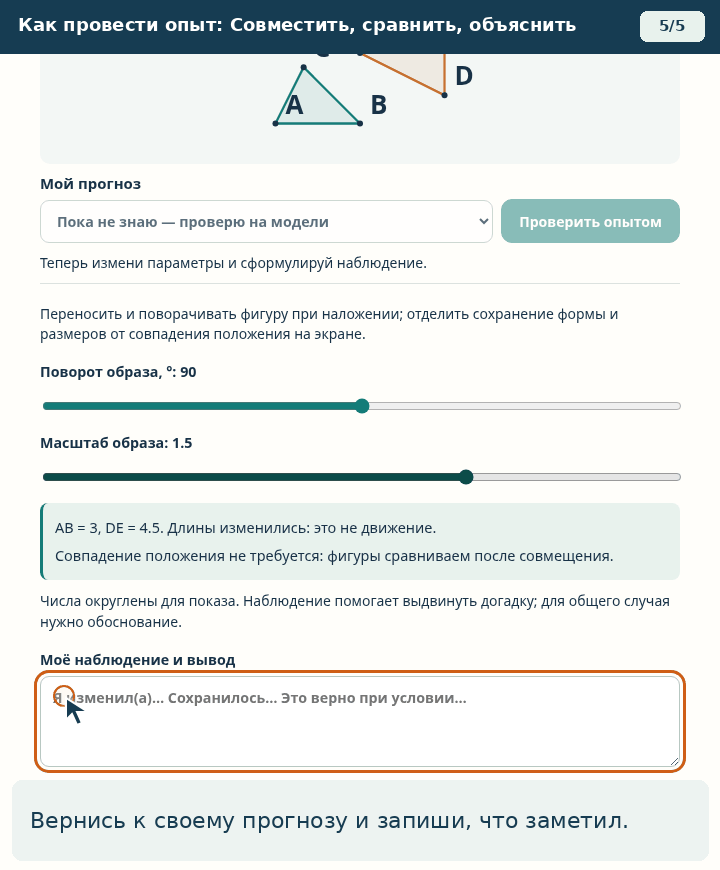 Как провести опыт: Совместить, сравнить, объяснить
5/5
D
A
B
Мой прогноз
Пока не знаю — проверю на модели
Проверить опытом
Теперь измени параметры и сформулируй наблюдение.
Переносить и поворачивать фигуру при наложении; отделить сохранение формы и
размеров от совпадения положения на экране.
Поворот образа, °: 90
Масштаб образа: 1.5
AB = 3, DE = 4.5. Длины изменились: это не движение.
Совпадение положения не требуется: фигуры сравниваем после совмещения.
Числа округлены для показа. Наблюдение помогает выдвинуть догадку; для общего случая
нужно обоснование.
Моё наблюдение и вывод
Я изменил(а)… Сохранилось… Это верно при условии…
Вернись к своему прогнозу и запиши, что заметил.